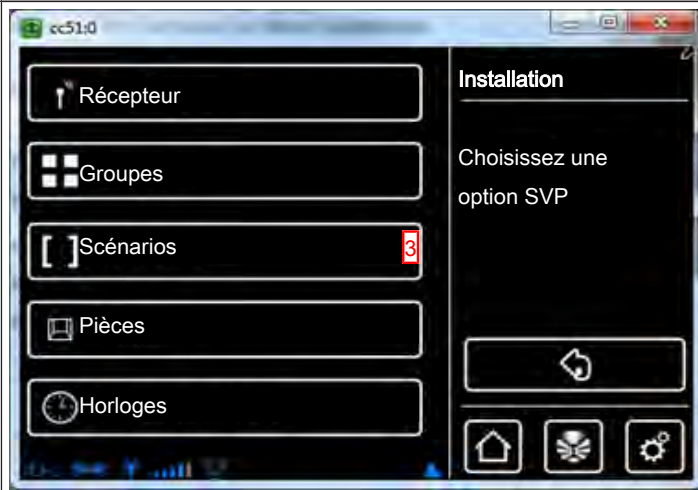 cc51:0
Récepteur
Groupes
Scénarios
3
Pièces
Horloges
Installation
Choisissez une
option SVP